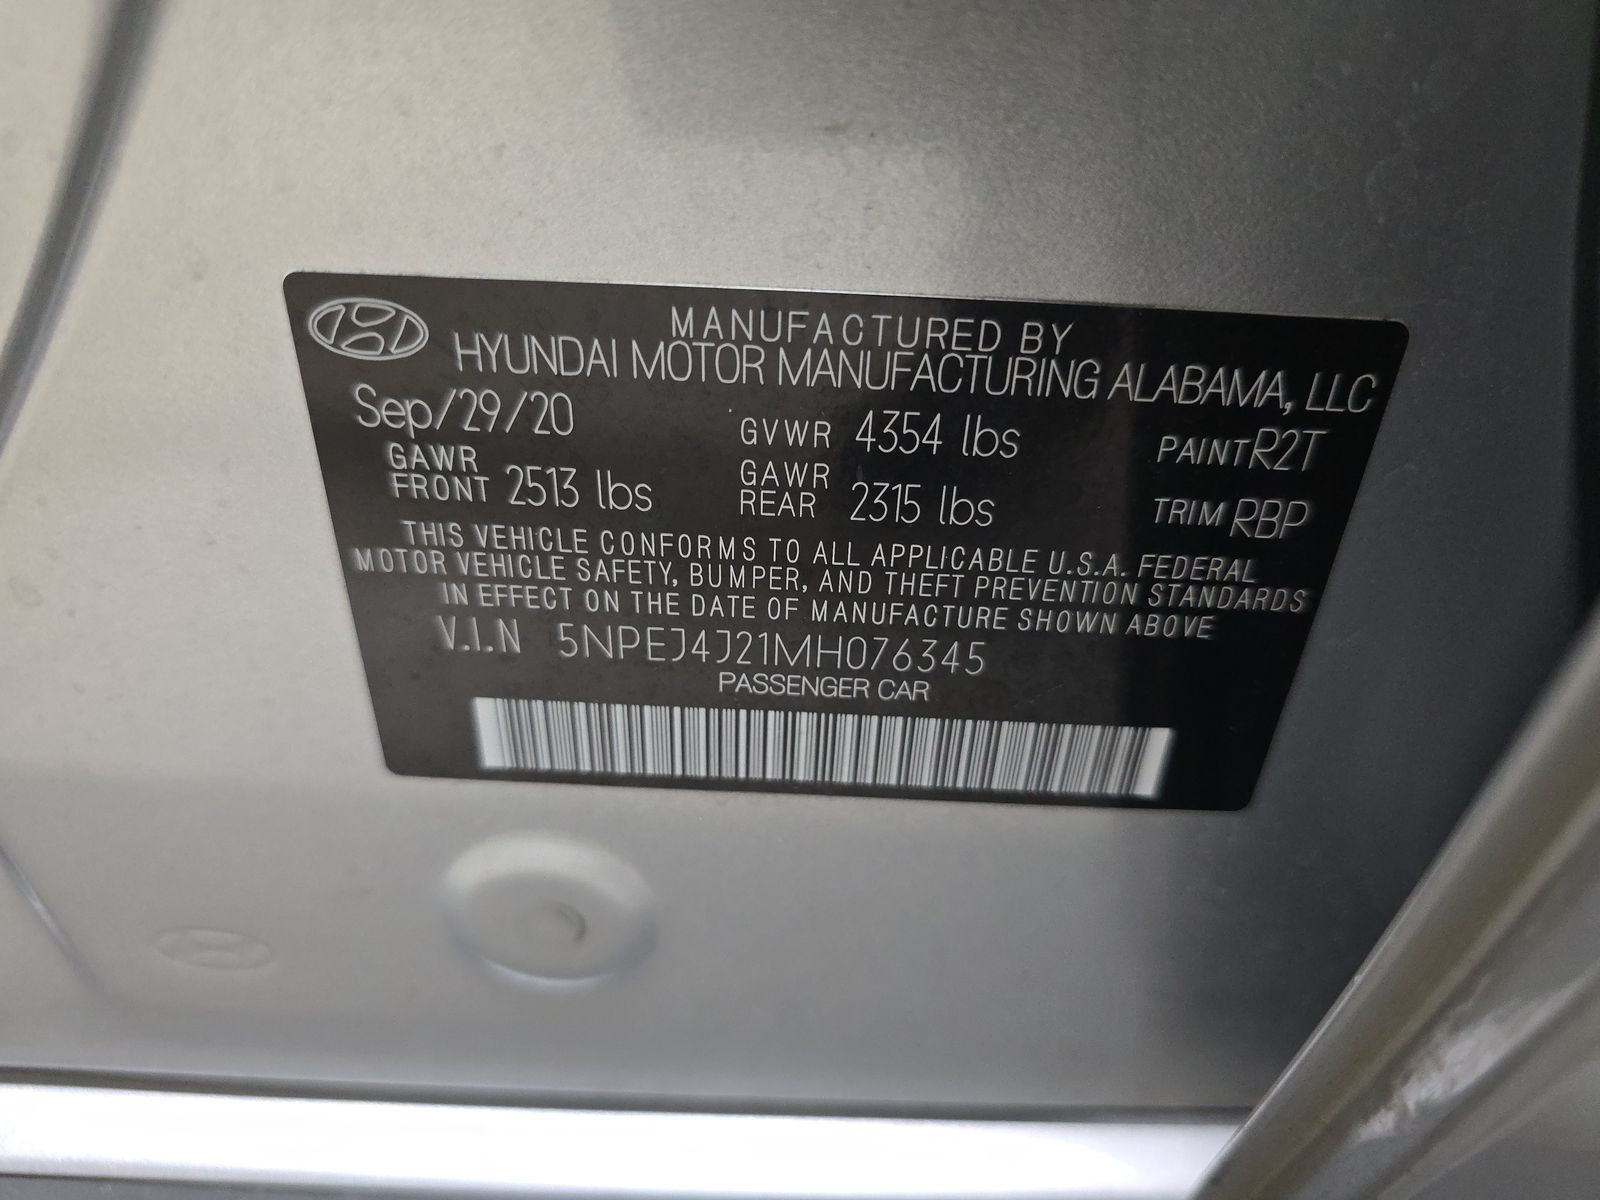 MANUFACTURED BY
HYUNDAI MOTOR MANUFACTURING ALABAMA, LLC
Sep/29/20 GVWR 4354 lbs PAINT R2T
GAWR FRONT 2513 lbs GAWR REAR 2315 lbs TRIM RBP
THIS VEHICLE CONFORMS TO ALL APPLICABLE U.S.A. FEDERAL
MOTOR VEHICLE SAFETY, BUMPER, AND THEFT PREVENTION STANDARDS
IN EFFECT ON THE DATE OF MANUFACTURE SHOWN ABOVE
V.I.N 5NPEJ4J21MH076345
PASSENGER CAR